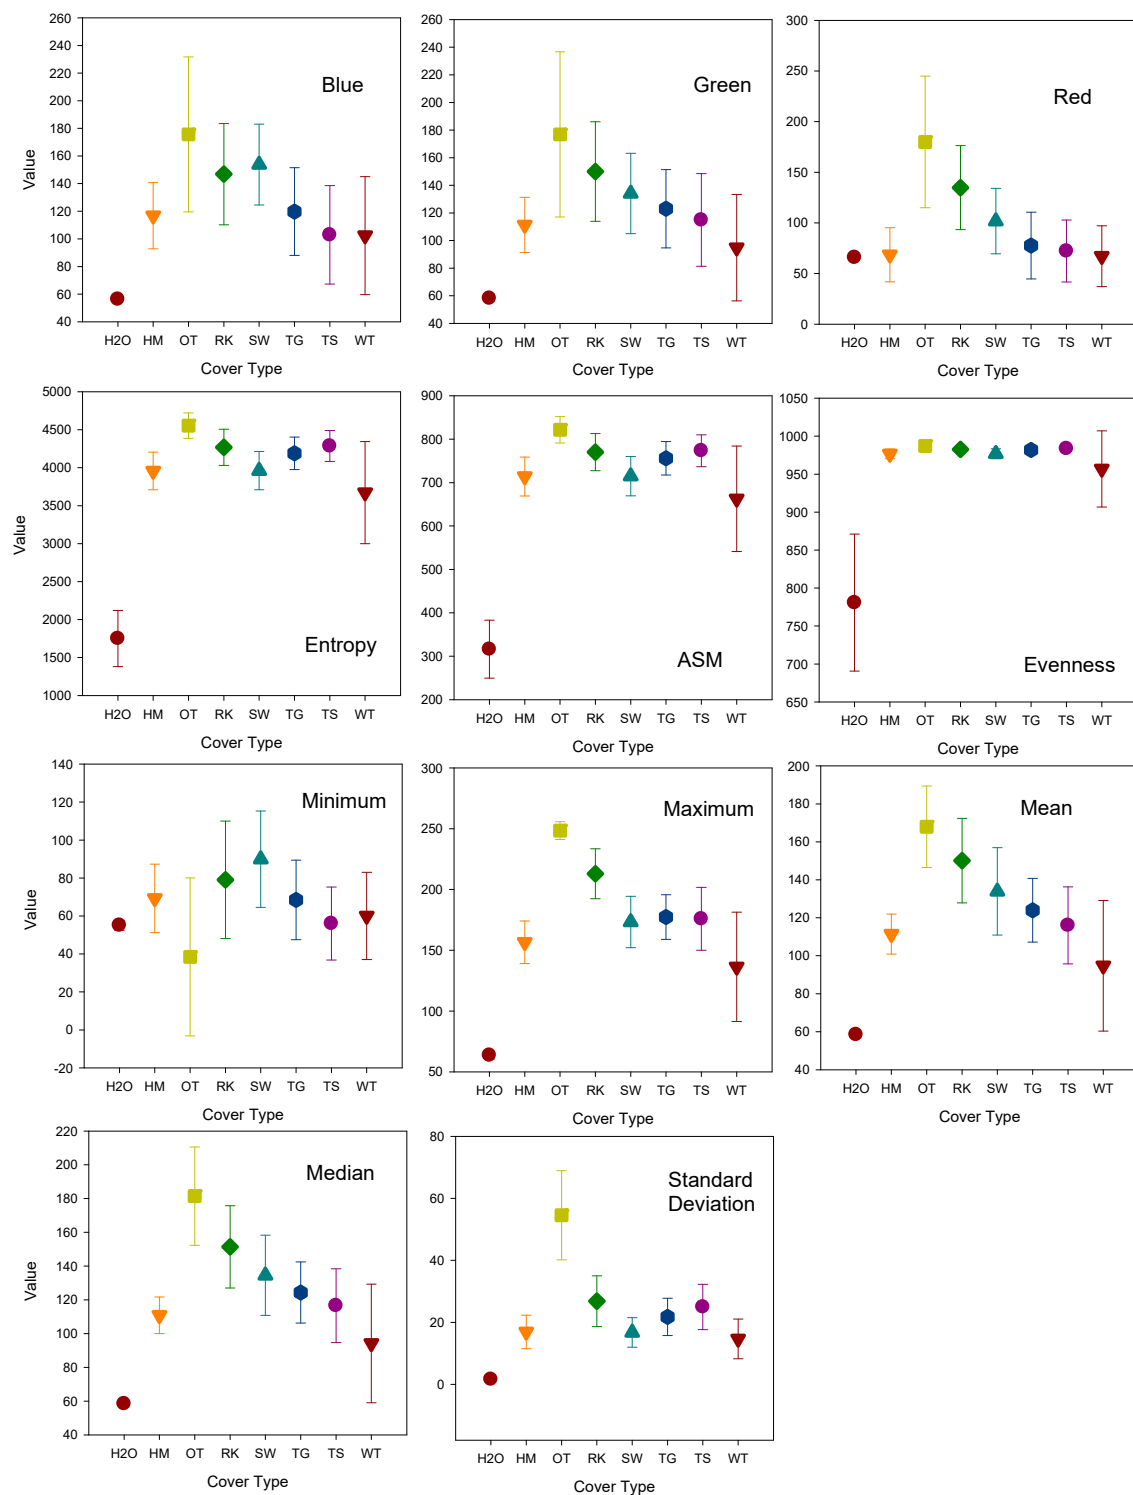 260
240
220
200
180
160
140
120
100
80
60
40
Value
Blue
H2O HM OT RK SW TG TS WT
Cover Type
260
240
220
200
180
160
140
120
100
80
60
40
Green
H2O HM OT RK SW TG TS WT
Cover Type
300
250
200
150
100
50
0
Red
H2O HM OT RK SW TG TS WT
Cover Type
5000
4500
4000
3500
3000
2500
2000
1500
1000
Value
Entropy
H2O HM OT RK SW TG TS WT
Cover Type
900
800
700
600
500
400
300
200
ASM
H2O HM OT RK SW TG TS WT
Cover Type
1050
1000
950
900
850
800
750
700
650
Evenness
H2O HM OT RK SW TG TS WT
Cover Type
140
120
100
80
60
40
20
0
-20
Value
Minimum
H2O HM OT RK SW TG TS WT
Cover Type
300
250
200
150
100
50
Maximum
H2O HM OT RK SW TG TS WT
Cover Type
200
180
160
140
120
100
80
60
40
Mean
H2O HM OT RK SW TG TS WT
Cover Type
220
200
180
160
140
120
100
80
60
40
Value
Median
H2O HM OT RK SW TG TS WT
Cover Type
80
60
40
20
0
Standard
Deviation
H2O HM OT RK SW TG TS WT
Cover Type